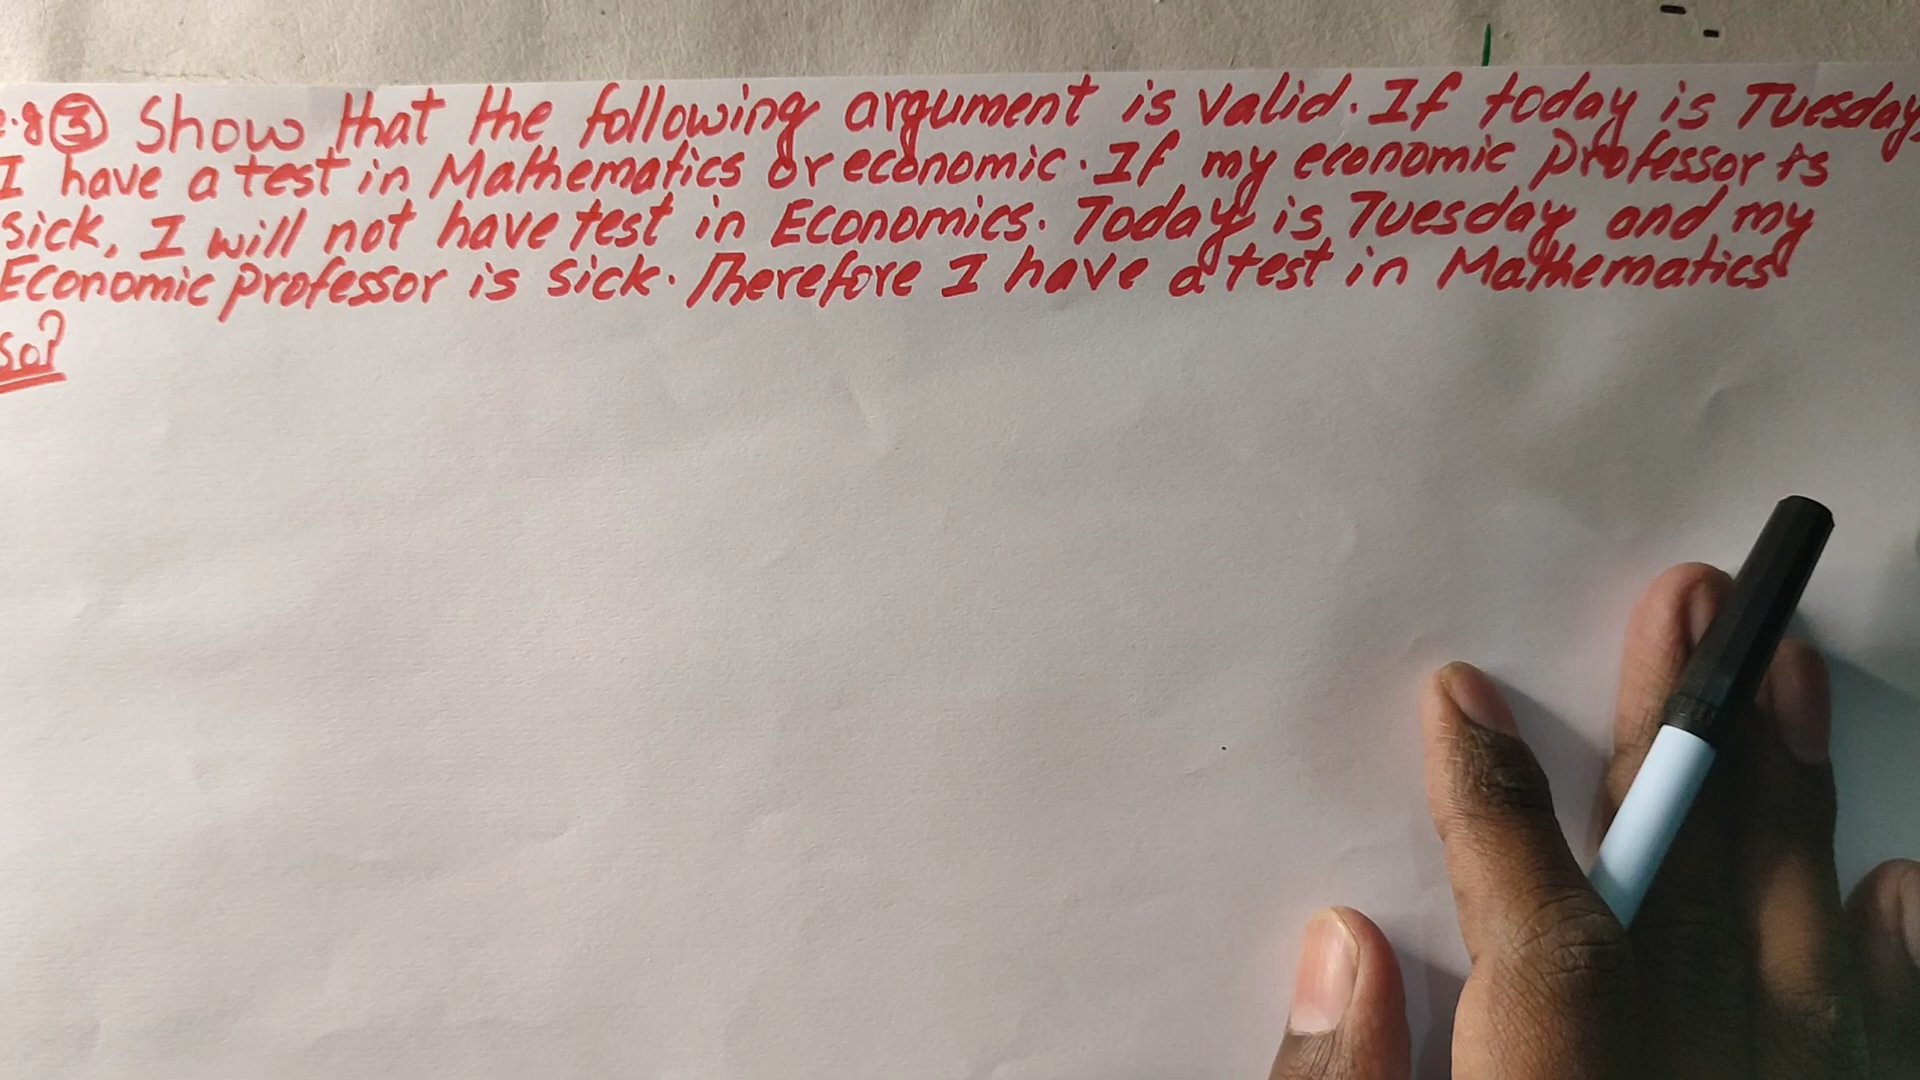 e.g ③ Show that the following argument is valid. If today is Tuesday,
I have a test in Mathematics or economic. If my economic professor is
sick, I will not have test in Economics. Today is Tuesday and my
Economic professor is sick. Therefore I have a test in Mathematics
Sol